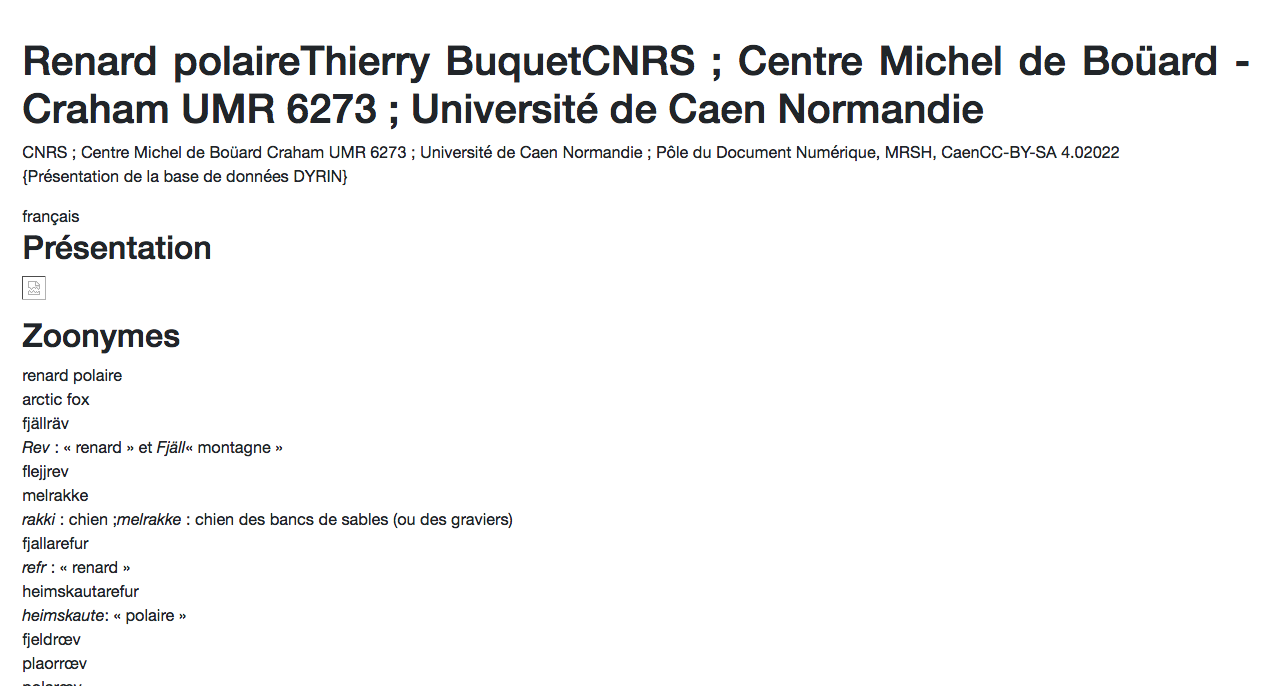 Renard polaireThierry BuquetCNRS ; Centre Michel de Boüard -
Craham UMR 6273 ; Université de Caen Normandie
CNRS ; Centre Michel de Boüard Craham UMR 6273 ; Université de Caen Normandie ; Pôle du Document Numérique, MRSH, CaenCC-BY-SA 4.02022
{Présentation de la base de données DYRIN}
français
Présentation
Zoonymes
renard polaire
arctic fox
fjällräv
Rev : « renard » et Fjäll« montagne »
flejjrev
melrakke
rakki : chien ;melrakke : chien des bancs de sables (ou des graviers)
fjallarefur
refr : « renard »
heimskautarefur
heimskaute: « polaire »
fjeldrœv
plaorrœv